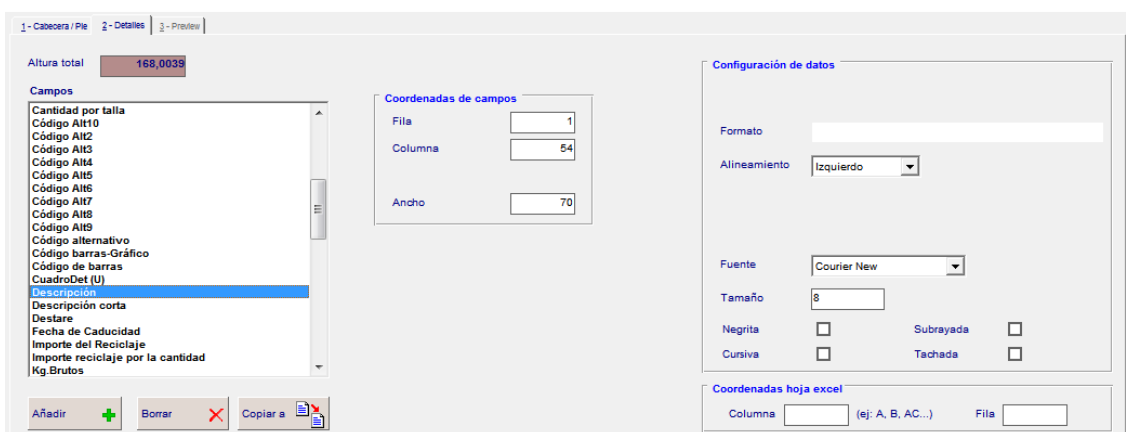 1 - Cabecera / Pie 2 - Detalles 3 - Preview
Altura total 168,0039
Campos
Cantidad por talla
Código Alt10
Código Alt2
Código Alt3
Código Alt4
Código Alt5
Código Alt6
Código Alt7
Código Alt8
Código Alt9
Código alternativo
Código barras-Gráfico
Código de barras
CuadroDet (U)
Descripción
Descripción corta
Destare
Fecha de Caducidad
Importe del Reciclaje
Importe reciclaje por la cantidad
Kg.Brutos
Añadir Borrar Copiar a
Coordenadas de campos
Fila 1
Columna 54
Ancho 70
Configuración de datos
Formato
Alineamiento Izquierdo
Fuente Courier New
Tamaño 8
Negrita Subrayada
Cursiva Tachada
Coordenadas hoja excel
Columna (ej: A, B, AC...) Fila